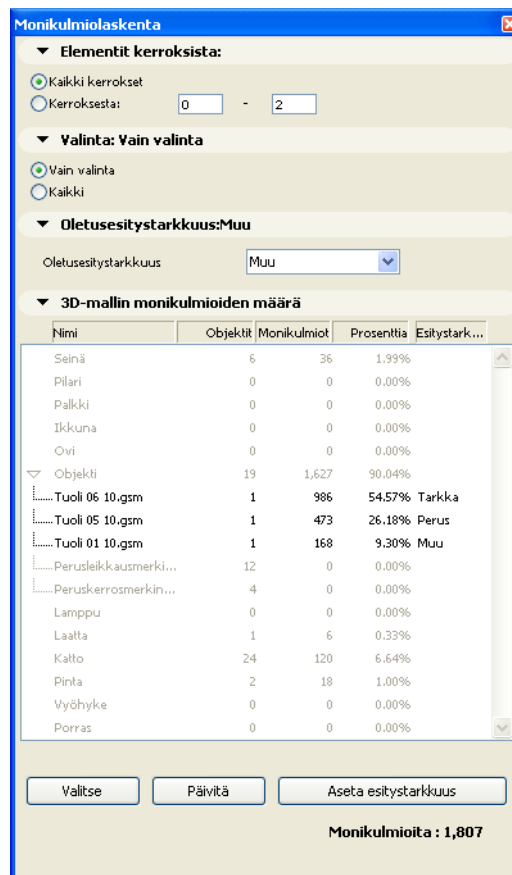 Monikulmiolaskenta
Elementit kerroksista:
Kaikki kerrokset
Kerroksesta: 0 - 2
Valinta: Vain valinta
Vain valinta
Kaikki
Oletusesitystarkkuus:Muu
Oletusesitystarkkuus Muu
3D-mallin monikulmioiden määrä
Nimi Objektit Monikulmiot Prosenttia Esitystark...
Seinä 6 36 1.99%
Pilari 0 0 0.00%
Palkki 0 0 0.00%
Ikkuna 0 0 0.00%
Ovi 0 0 0.00%
Objekti 19 1,627 90.04%
Tuoli 06 10.gsm 1 986 54.57% Tarkka
Tuoli 05 10.gsm 1 473 26.18% Perus
Tuoli 01 10.gsm 1 168 9.30% Muu
Perusleikkausmerki... 12 0 0.00%
Peruskerrosmerkin... 4 0 0.00%
Lamppu 0 0 0.00%
Laatta 1 6 0.33%
Katto 24 120 6.64%
Pinta 2 18 1.00%
Vyöhyke 0 0 0.00%
Porras 0 0 0.00%
Valitse Päivitä Aseta esitystarkkuus
Monikulmioita : 1,807